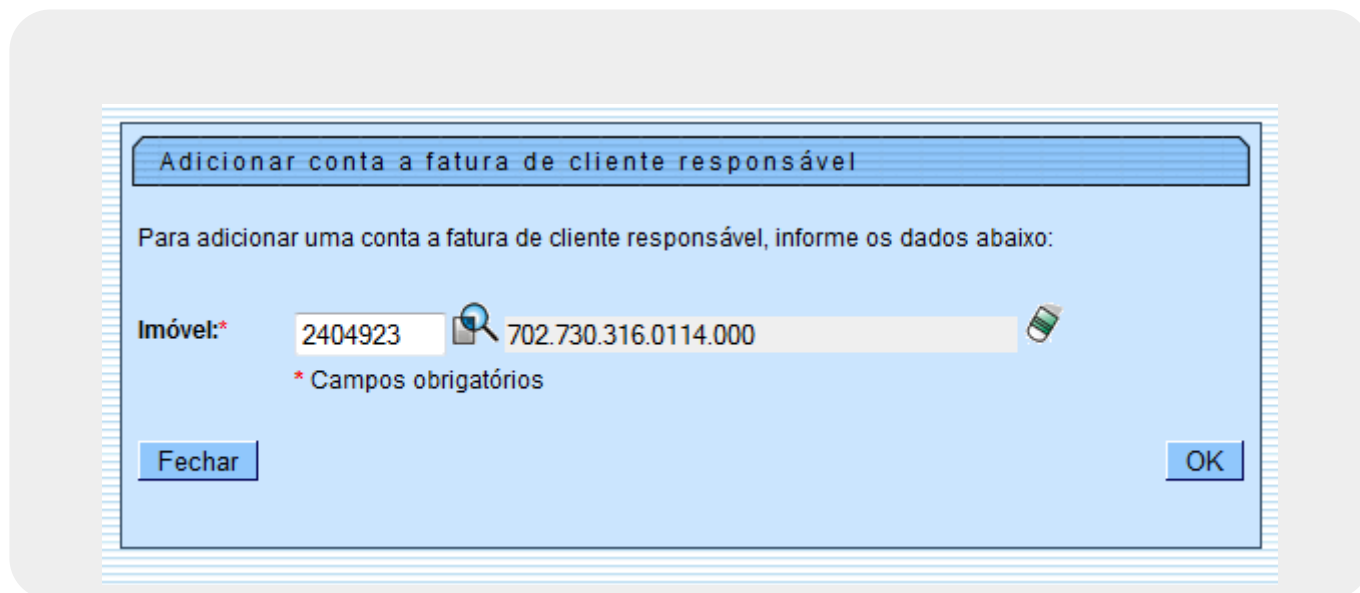 Adicionar conta a fatura de cliente responsável
Para adicionar uma conta a fatura de cliente responsável, informe os dados abaixo:
Imóvel:* 2404923 702.730.316.0114.000
* Campos obrigatórios
Fechar OK